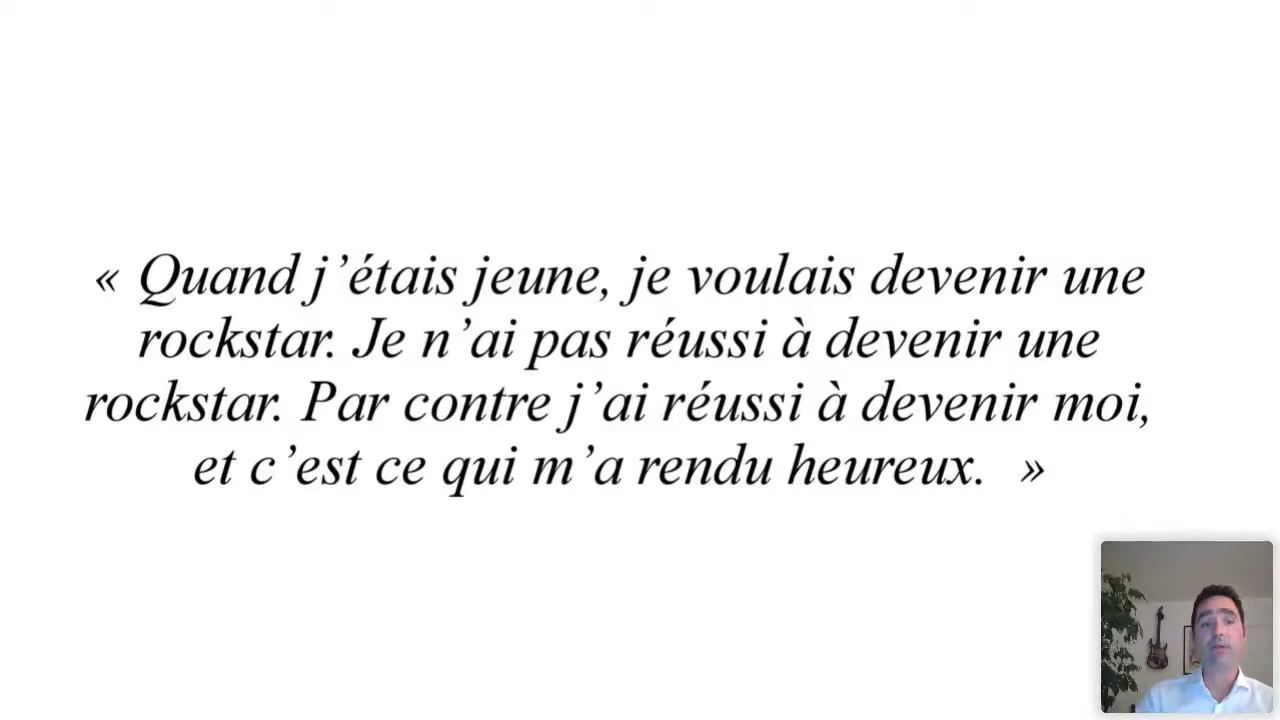 « Quand j’étais jeune, je voulais devenir une
rockstar. Je n’ai pas réussi à devenir une
rockstar. Par contre j’ai réussi à devenir moi,
et c’est ce qui m’a rendu heureux.  »